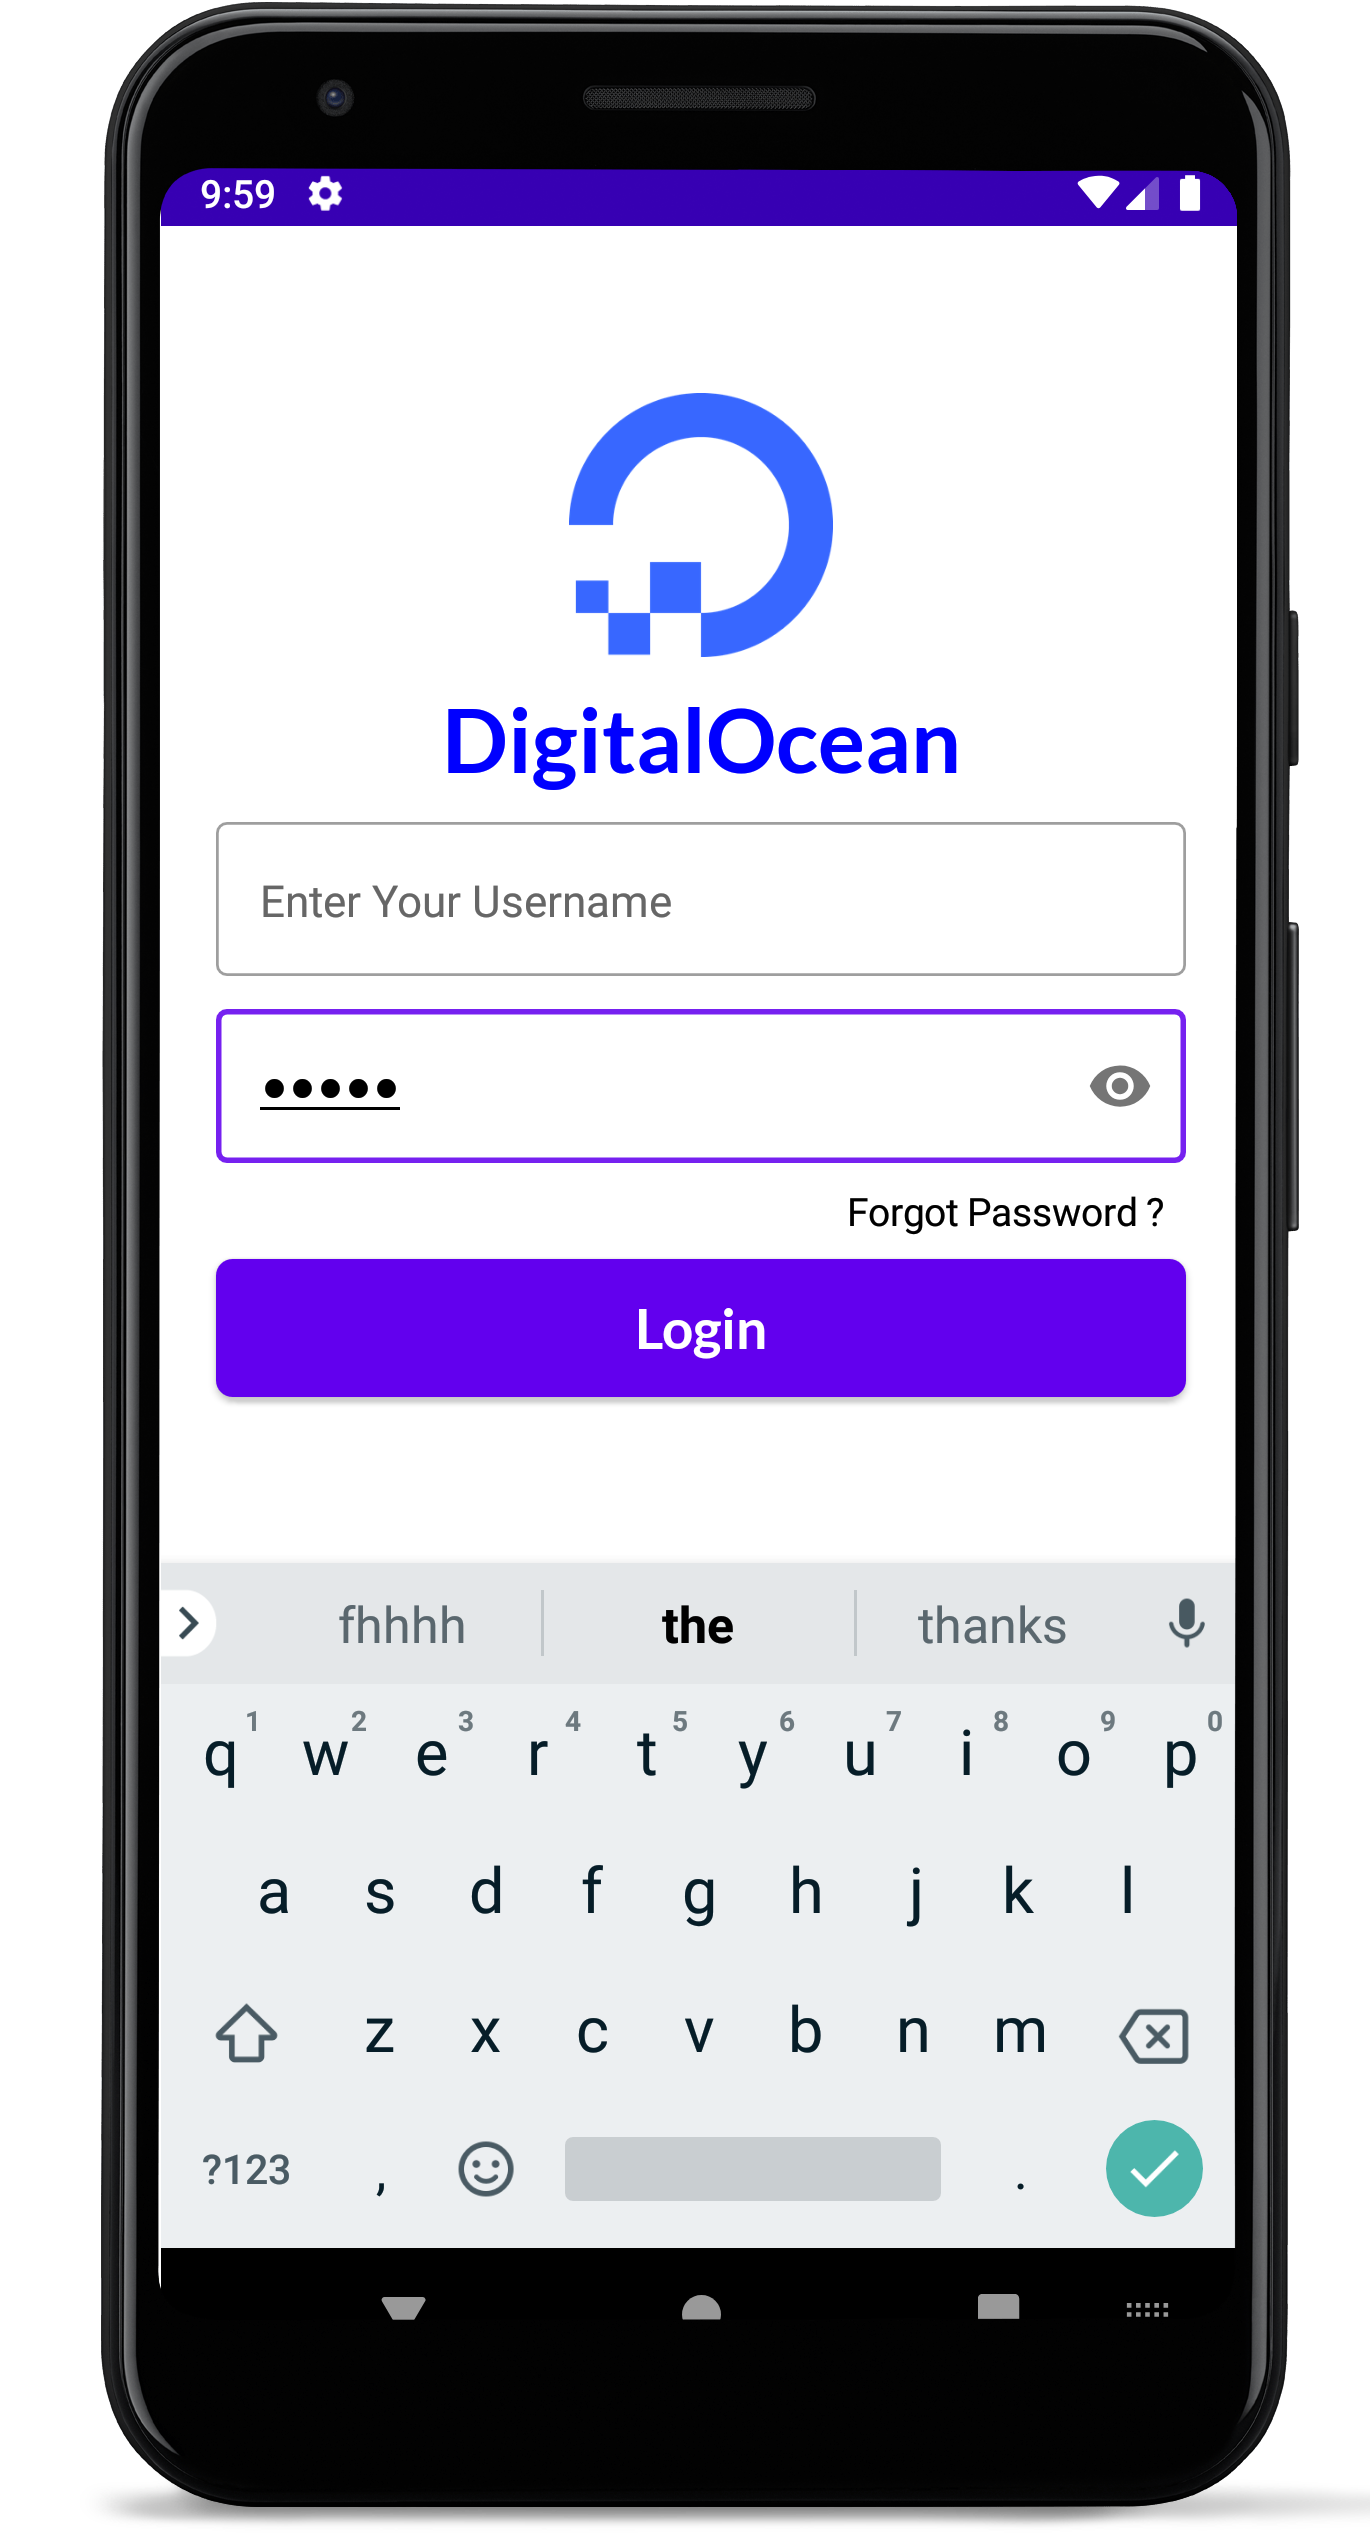 9:59
DigitalOcean
Enter Your Username
•••••
Forgot Password ?
Login
fhhhh the thanks
1 2 3 4 5 6 7 8 9 0
q w e r t y u i o p
a s d f g h j k l
z x c v b n m
?123 , .